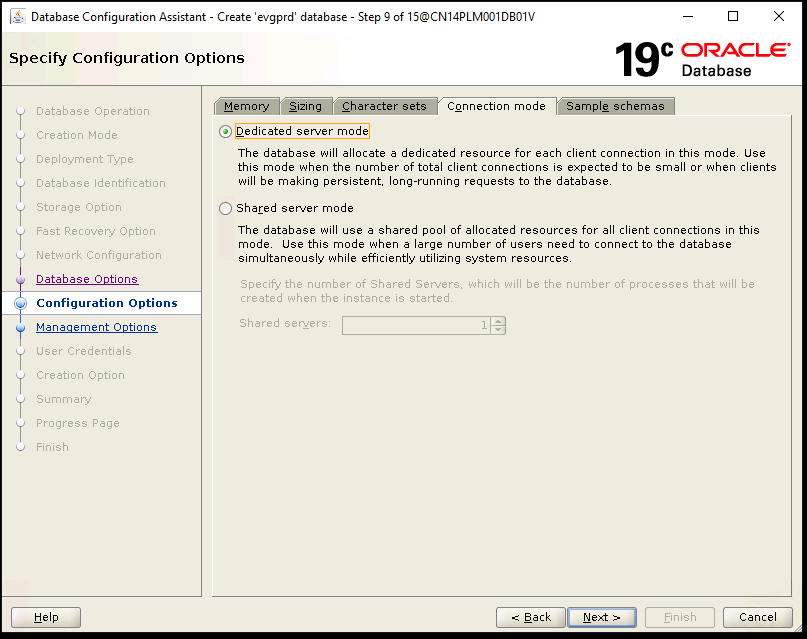 Database Configuration Assistant - Create 'evgprd' database - Step 9 of 15@CN14PLM001DB01V
Specify Configuration Options
19c ORACLE
Database
Database Operation
Creation Mode
Deployment Type
Database Identification
Storage Option
Fast Recovery Option
Network Configuration
Database Options
Configuration Options
Management Options
User Credentials
Creation Option
Summary
Progress Page
Finish
Memory Sizing Character sets Connection mode Sample schemas
Dedicated server mode
The database will allocate a dedicated resource for each client connection in this mode. Use
this mode when the number of total client connections is expected to be small or when clients
will be making persistent, long-running requests to the database.
Shared server mode
The database will use a shared pool of allocated resources for all client connections in this
mode.  Use this mode when a large number of users need to connect to the database
simultaneously while efficiently utilizing system resources.
Specify the number of Shared Servers, which will be the number of processes that will be
created when the instance is started.
Shared servers: 1
Help < Back Next > Finish Cancel